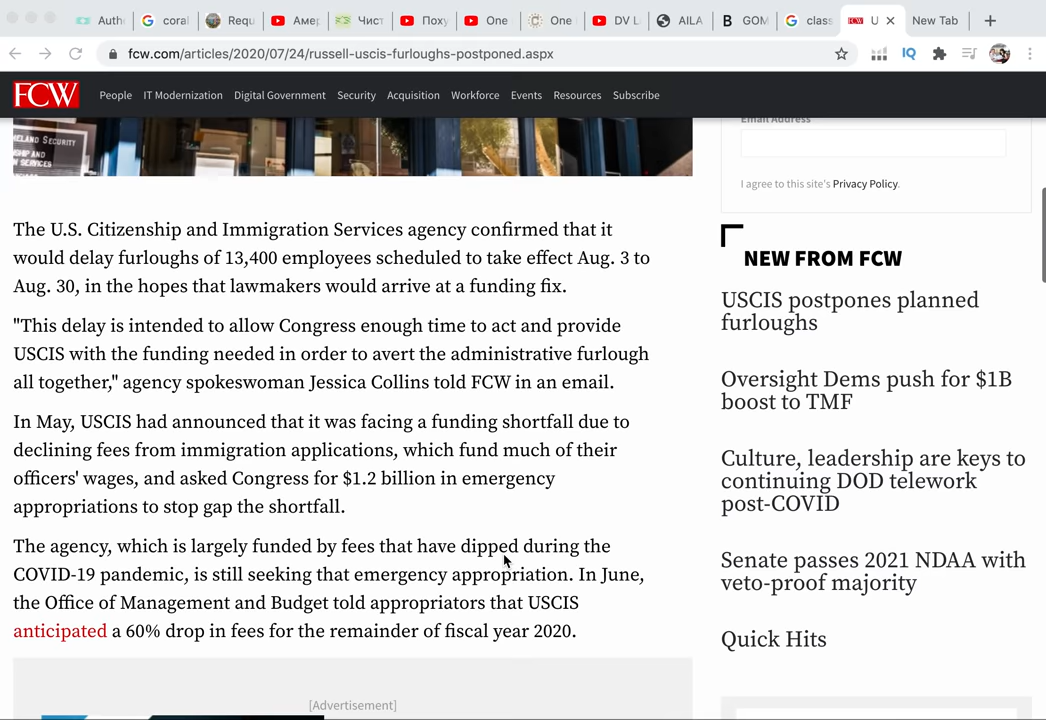 Auth
coral
Requ
Амер
Чист
Поху
One
One
DV L
AILA
GOM
class
U
New Tab
fcw.com/articles/2020/07/24/russell-uscis-furloughs-postponed.aspx
IQ
FCW
People
IT Modernization
Digital Government
Security
Acquisition
Workforce
Events
Resources
Subscribe
MELAND SECURITY
SHIP AND
N SERVICES
The U.S. Citizenship and Immigration Services agency confirmed that it
would delay furloughs of 13,400 employees scheduled to take effect Aug. 3 to
Aug. 30, in the hopes that lawmakers would arrive at a funding fix.
"This delay is intended to allow Congress enough time to act and provide
USCIS with the funding needed in order to avert the administrative furlough
all together," agency spokeswoman Jessica Collins told FCW in an email.
In May, USCIS had announced that it was facing a funding shortfall due to
declining fees from immigration applications, which fund much of their
officers' wages, and asked Congress for $1.2 billion in emergency
appropriations to stop gap the shortfall.
The agency, which is largely funded by fees that have dipped during the
COVID-19 pandemic, is still seeking that emergency appropriation. In June,
the Office of Management and Budget told appropriators that USCIS
anticipated a 60% drop in fees for the remainder of fiscal year 2020.
[Advertisement]
Email Address
I agree to this site's Privacy Policy.
NEW FROM FCW
USCIS postpones planned
furloughs
Oversight Dems push for $1B
boost to TMF
Culture, leadership are keys to
continuing DOD telework
post-COVID
Senate passes 2021 NDAA with
veto-proof majority
Quick Hits